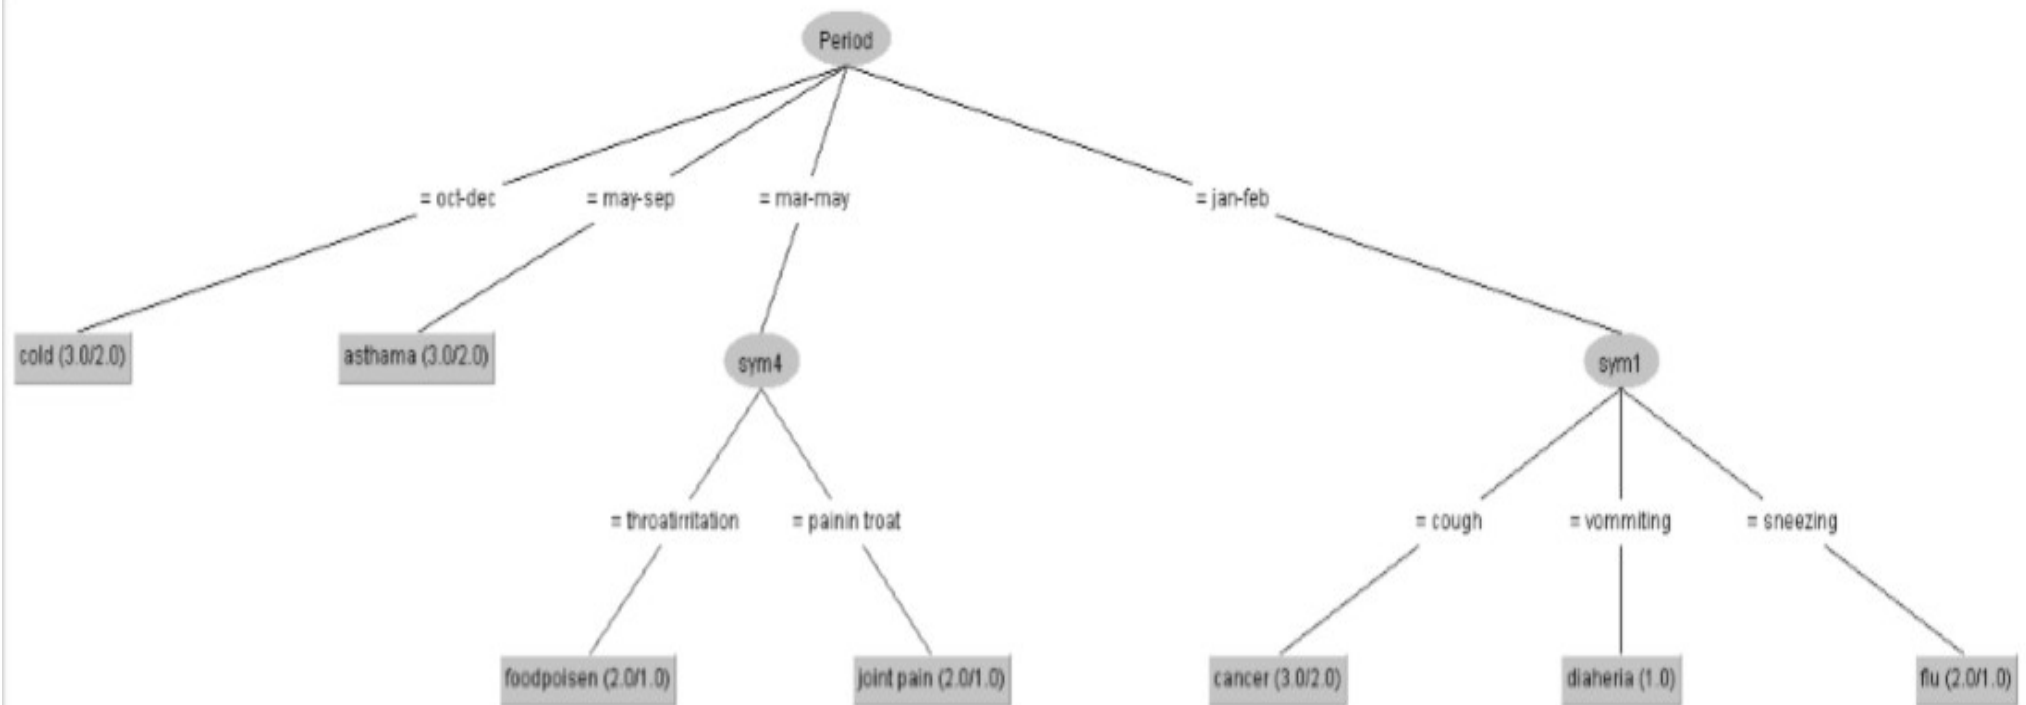 Period
= oct-dec
= may-sep
= mar-may
= jan-feb
cold (3.0/2.0)
asthama (3.0/2.0)
sym4
sym1
= throatirritation
= painin troat
= cough
= vommiting
= sneezing
foodpoisen (2.0/1.0)
joint pain (2.0/1.0)
cancer (3.0/2.0)
diaheria (1.0)
flu (2.0/1.0)